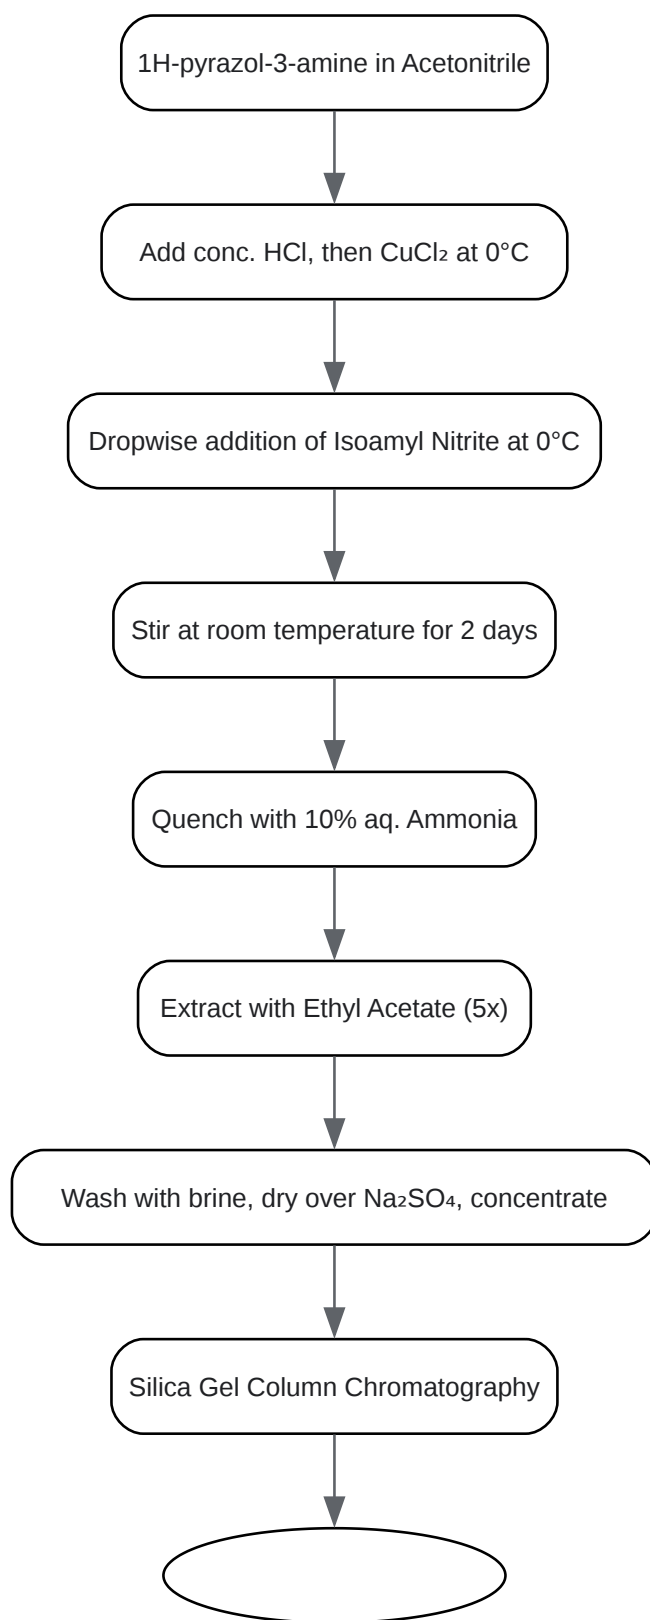 1H-pyrazol-3-amine in Acetonitrile
Add conc. HCl, then CuCl₂ at 0°C
Dropwise addition of Isoamyl Nitrite at 0°C
Stir at room temperature for 2 days
Quench with 10% aq. Ammonia
Extract with Ethyl Acetate (5x)
Wash with brine, dry over Na₂SO₄, concentrate
Silica Gel Column Chromatography